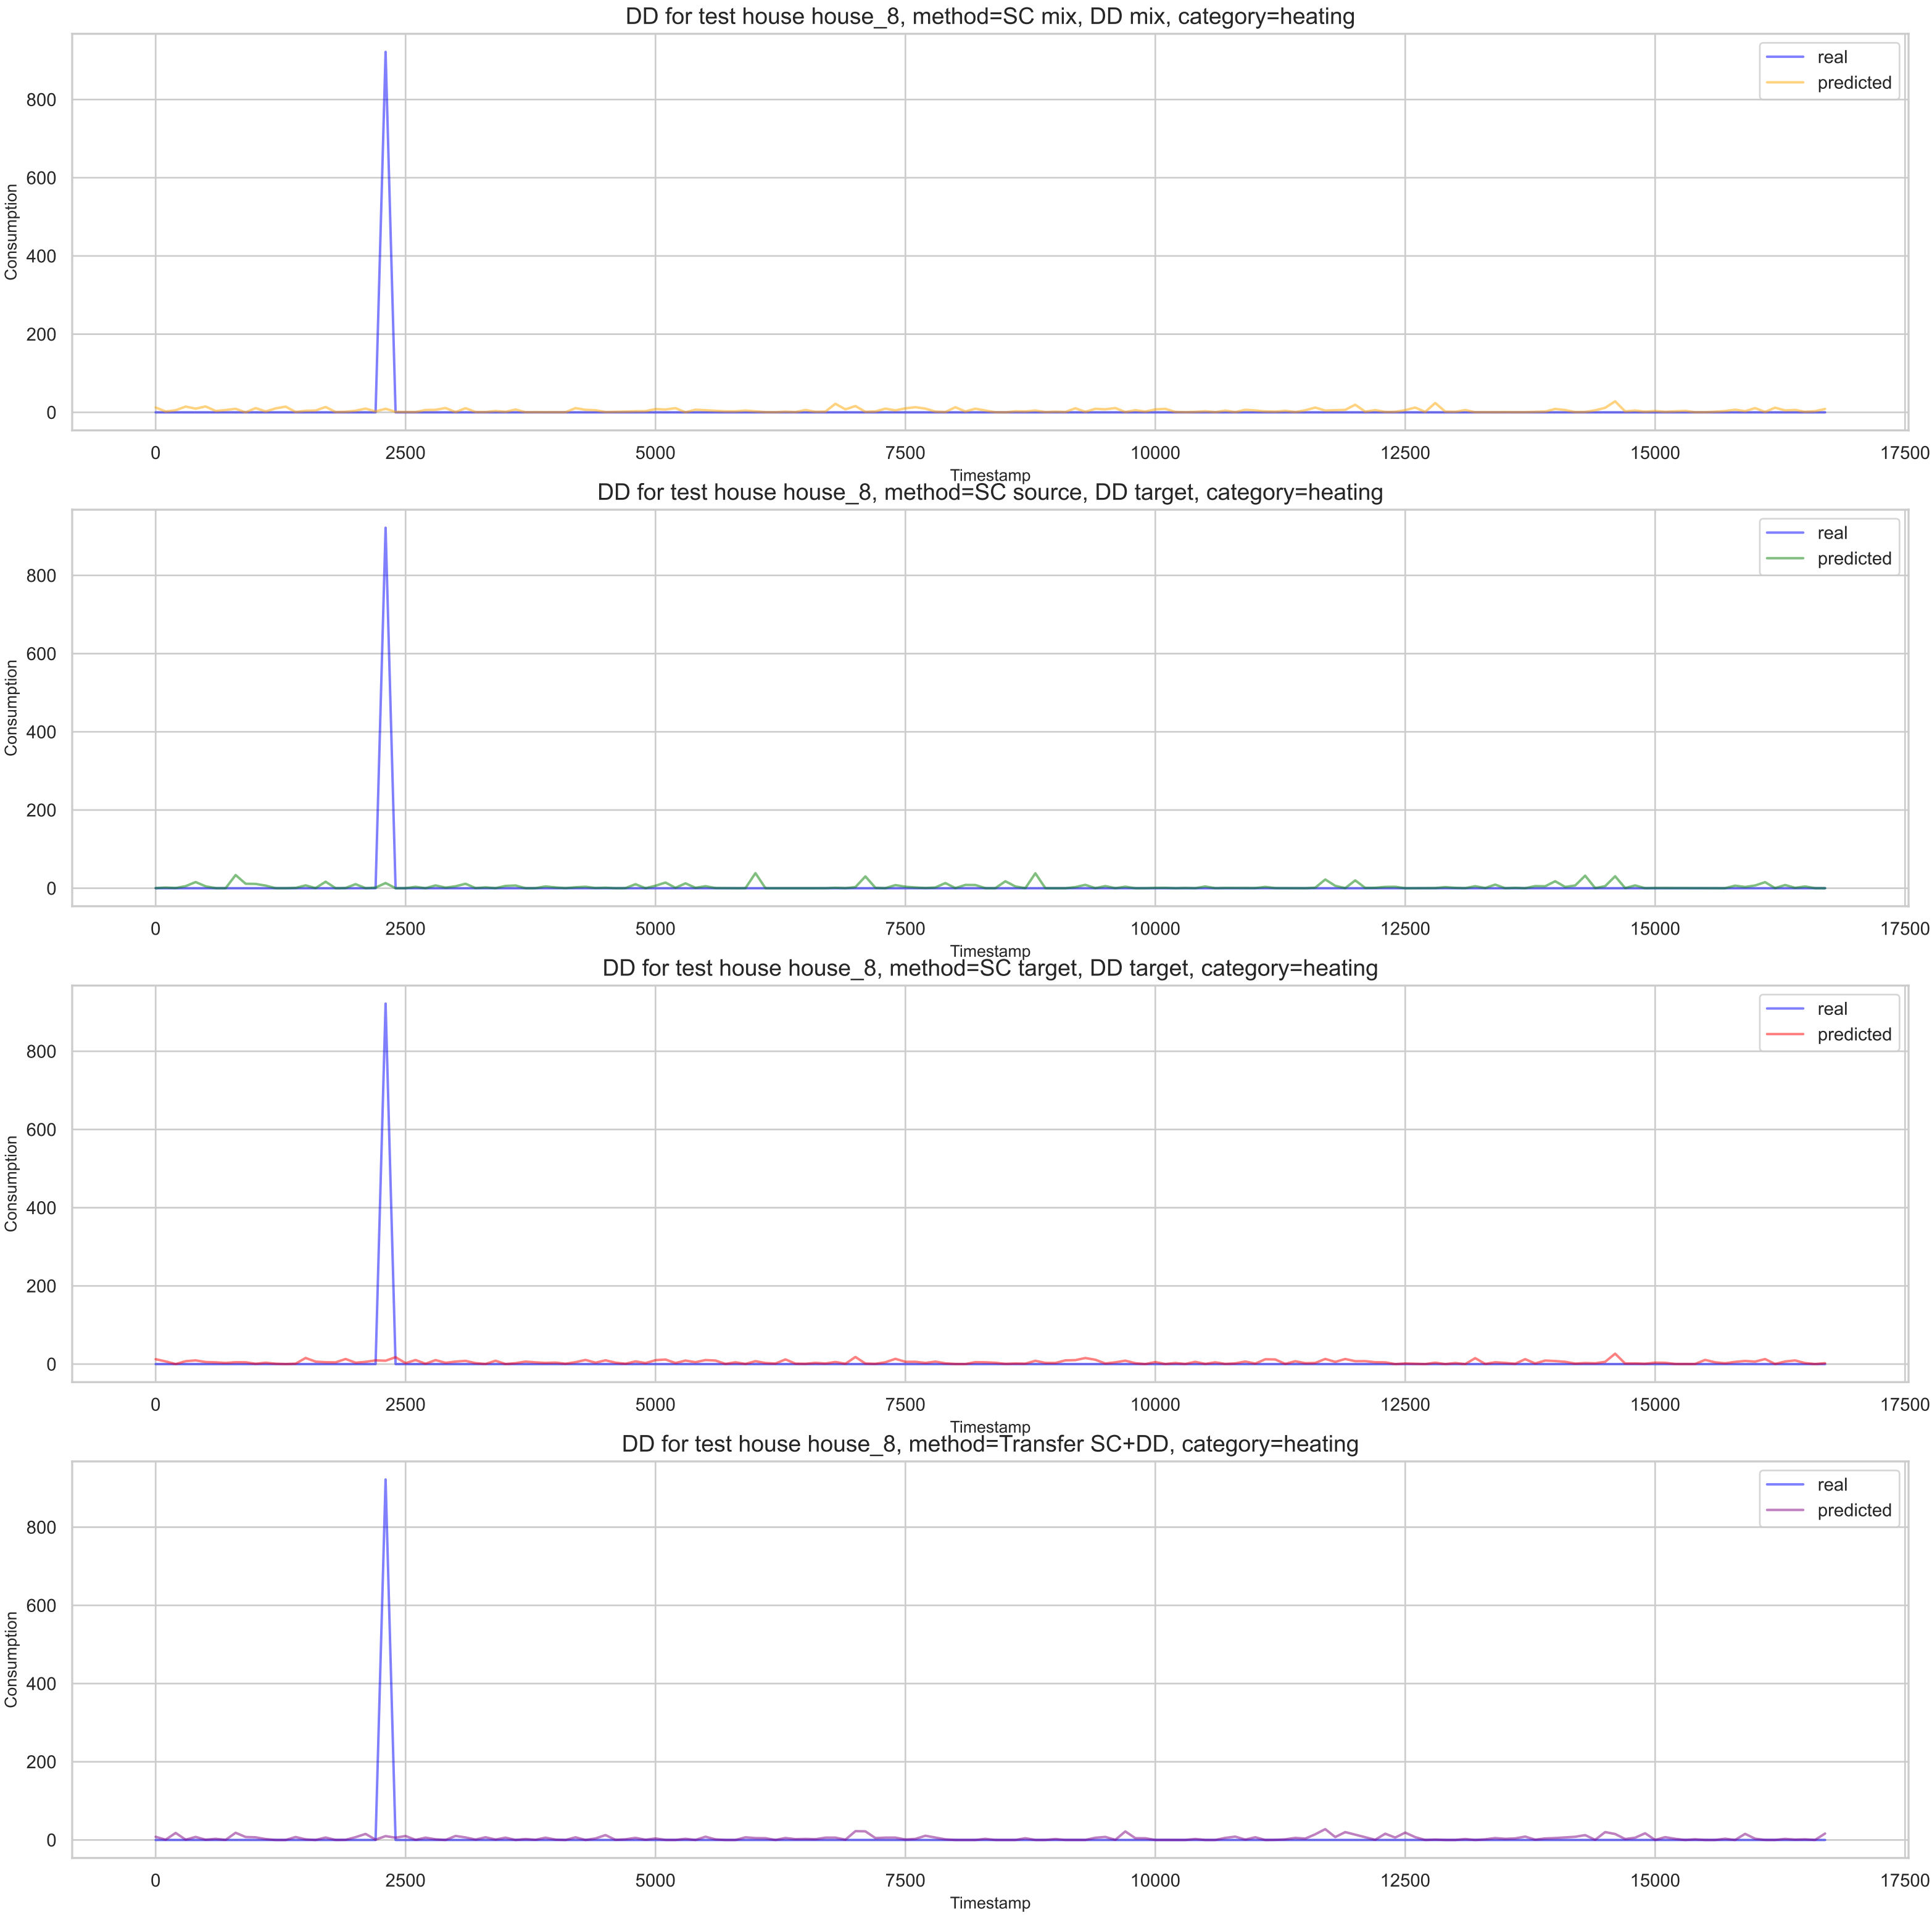 DD for test house house_8, method=SC mix, DD mix, category=heating
real
predicted
800
600
400
200
0
Consumption
0 2500 5000 7500 10000 12500 15000 17500
Timestamp
DD for test house house_8, method=SC source, DD target, category=heating
real
predicted
800
600
400
200
0
Consumption
0 2500 5000 7500 10000 12500 15000 17500
Timestamp
DD for test house house_8, method=SC target, DD target, category=heating
real
predicted
800
600
400
200
0
Consumption
0 2500 5000 7500 10000 12500 15000 17500
Timestamp
DD for test house house_8, method=Transfer SC+DD, category=heating
real
predicted
800
600
400
200
0
Consumption
0 2500 5000 7500 10000 12500 15000 17500
Timestamp